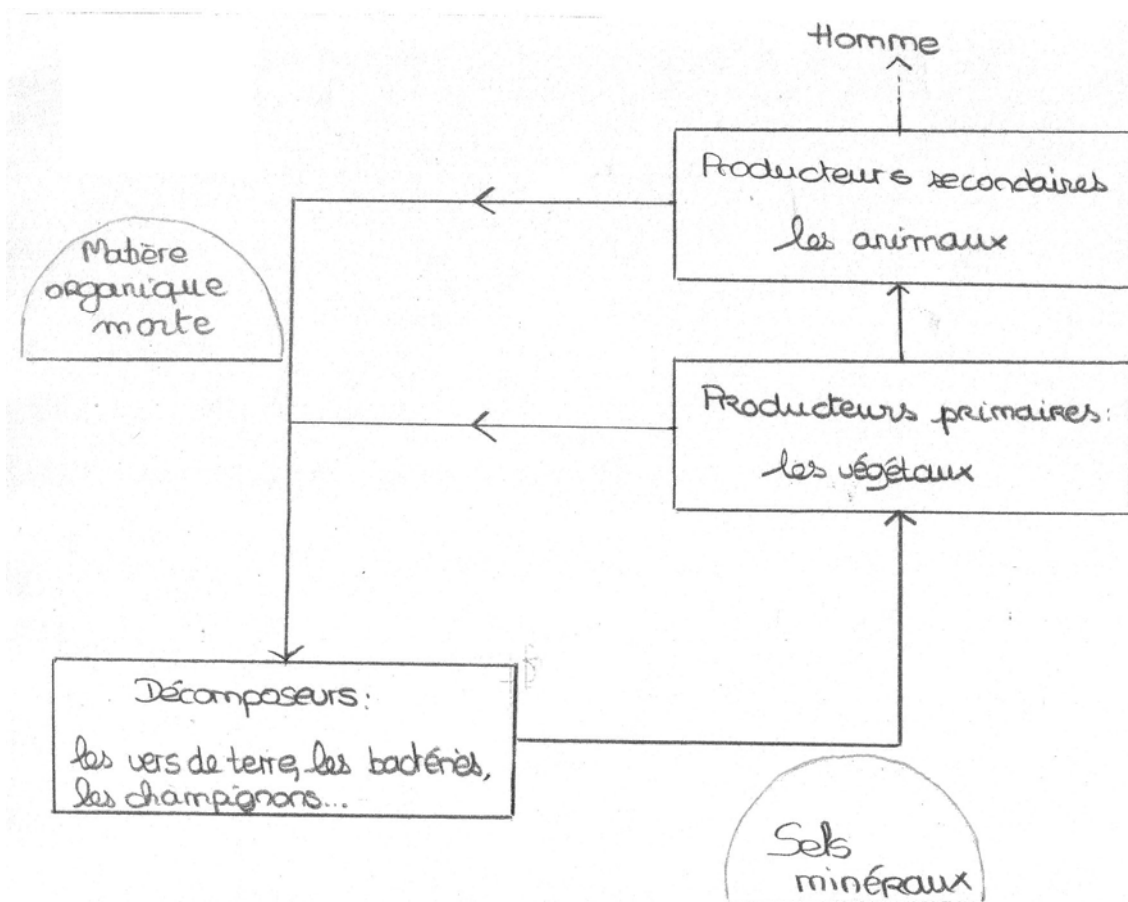 Homme
Producteurs secondaires
les animaux
Matière
organique
morte
Producteurs primaires:
les végétaux
Décomposeurs:
les vers de terre, les bactéries,
les champignons...
Sels
minéraux